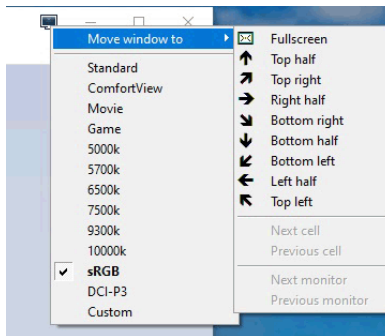 Move window to
Standard
ComfortView
Movie
Game
5000k
5700k
6500k
7500k
9300k
10000k
sRGB
DCI-P3
Custom
Fullscreen
Top half
Top right
Right half
Bottom right
Bottom half
Bottom left
Left half
Top left
Next cell
Previous cell
Next monitor
Previous monitor